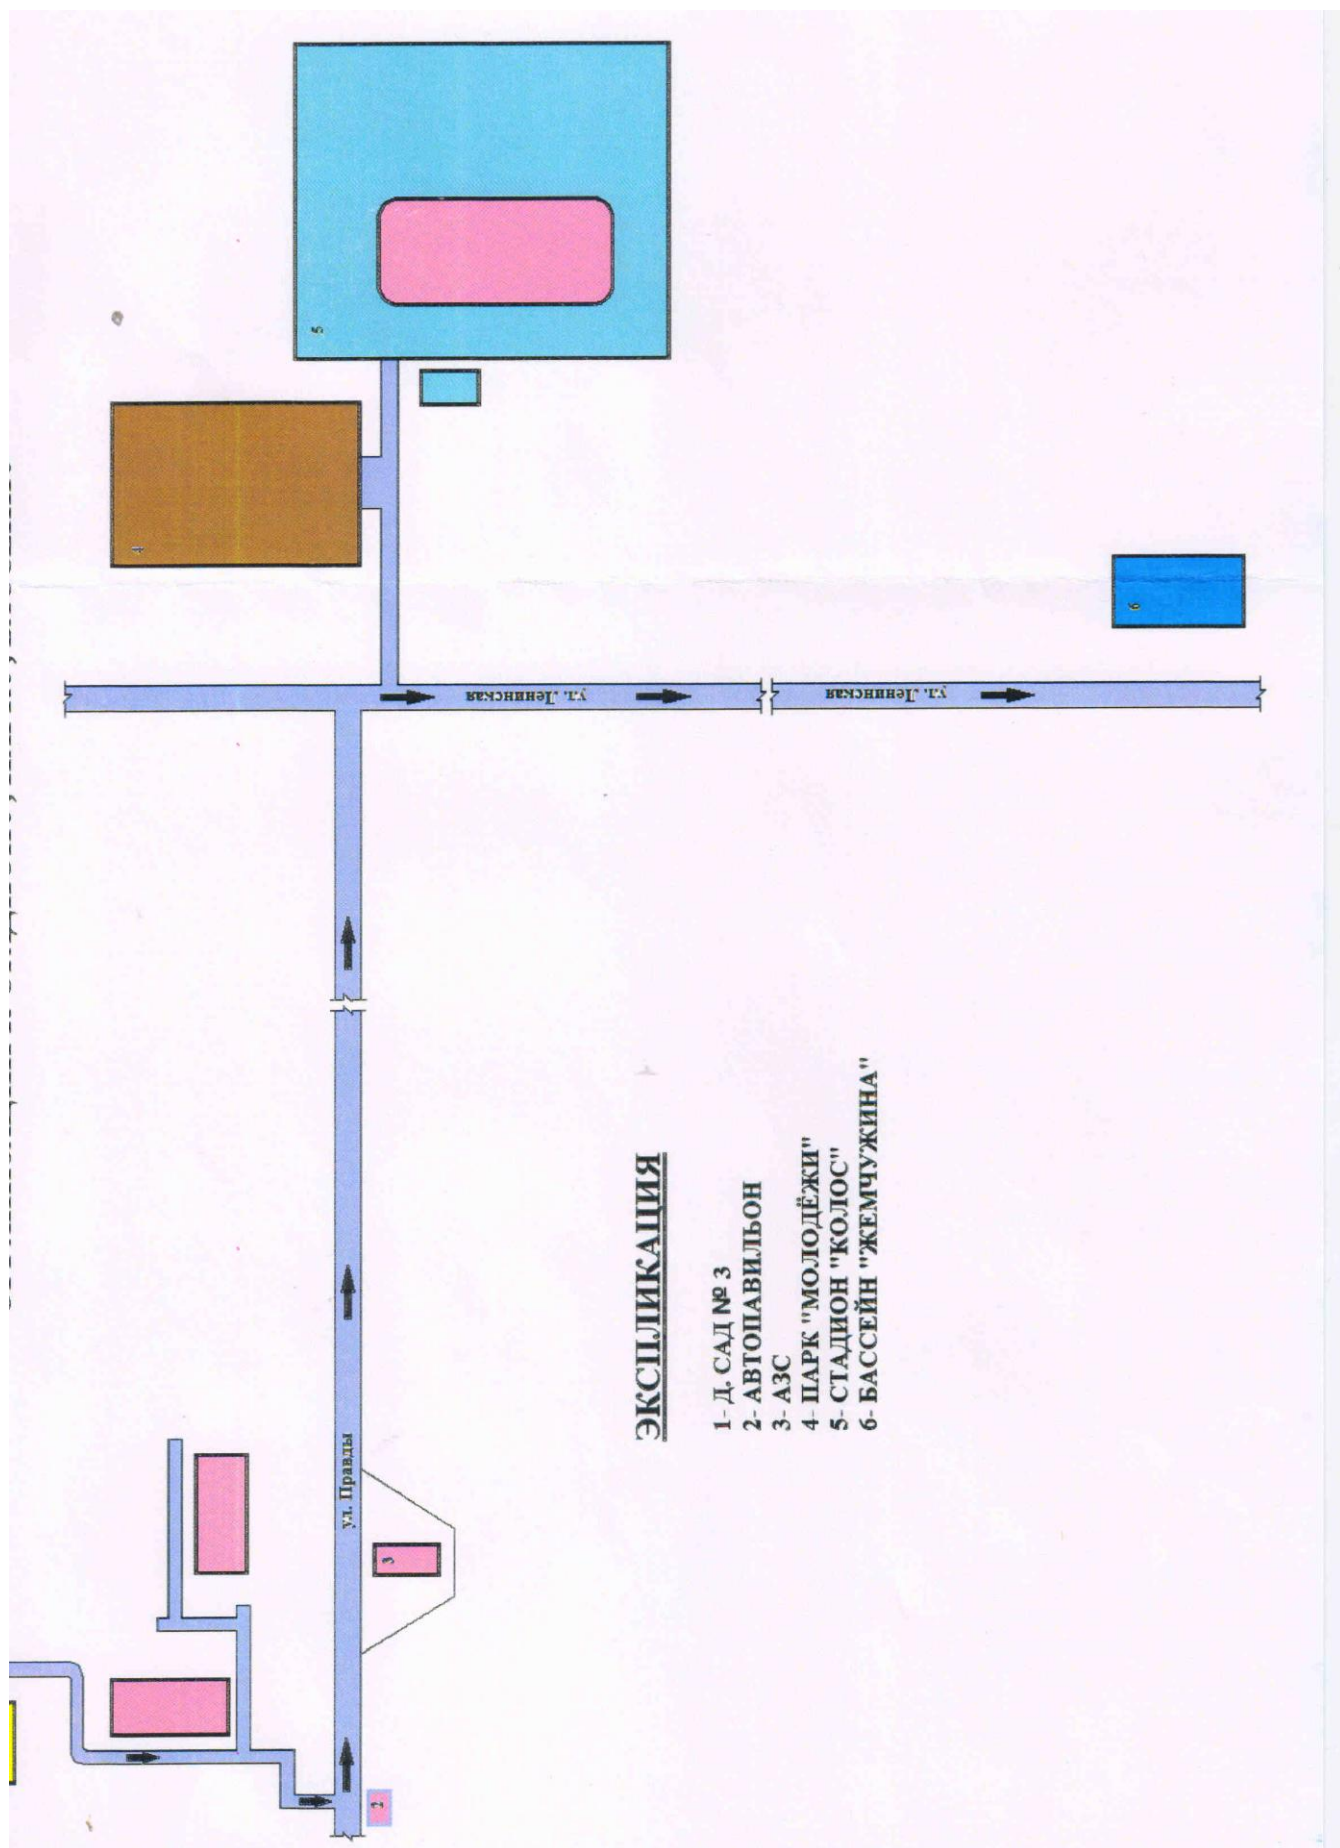 5
4
6
ул. Ленинская
ул. Ленинская
ул. Правды
3
2
ЭКСПЛИКАЦИЯ
1- Д. САД № 3
2- АВТОПАВИЛЬОН
3- АЗС
4- ПАРК "МОЛОДЁЖИ"
5- СТАДИОН "КОЛОС"
6- БАССЕЙН "ЖЕМЧУЖИНА"